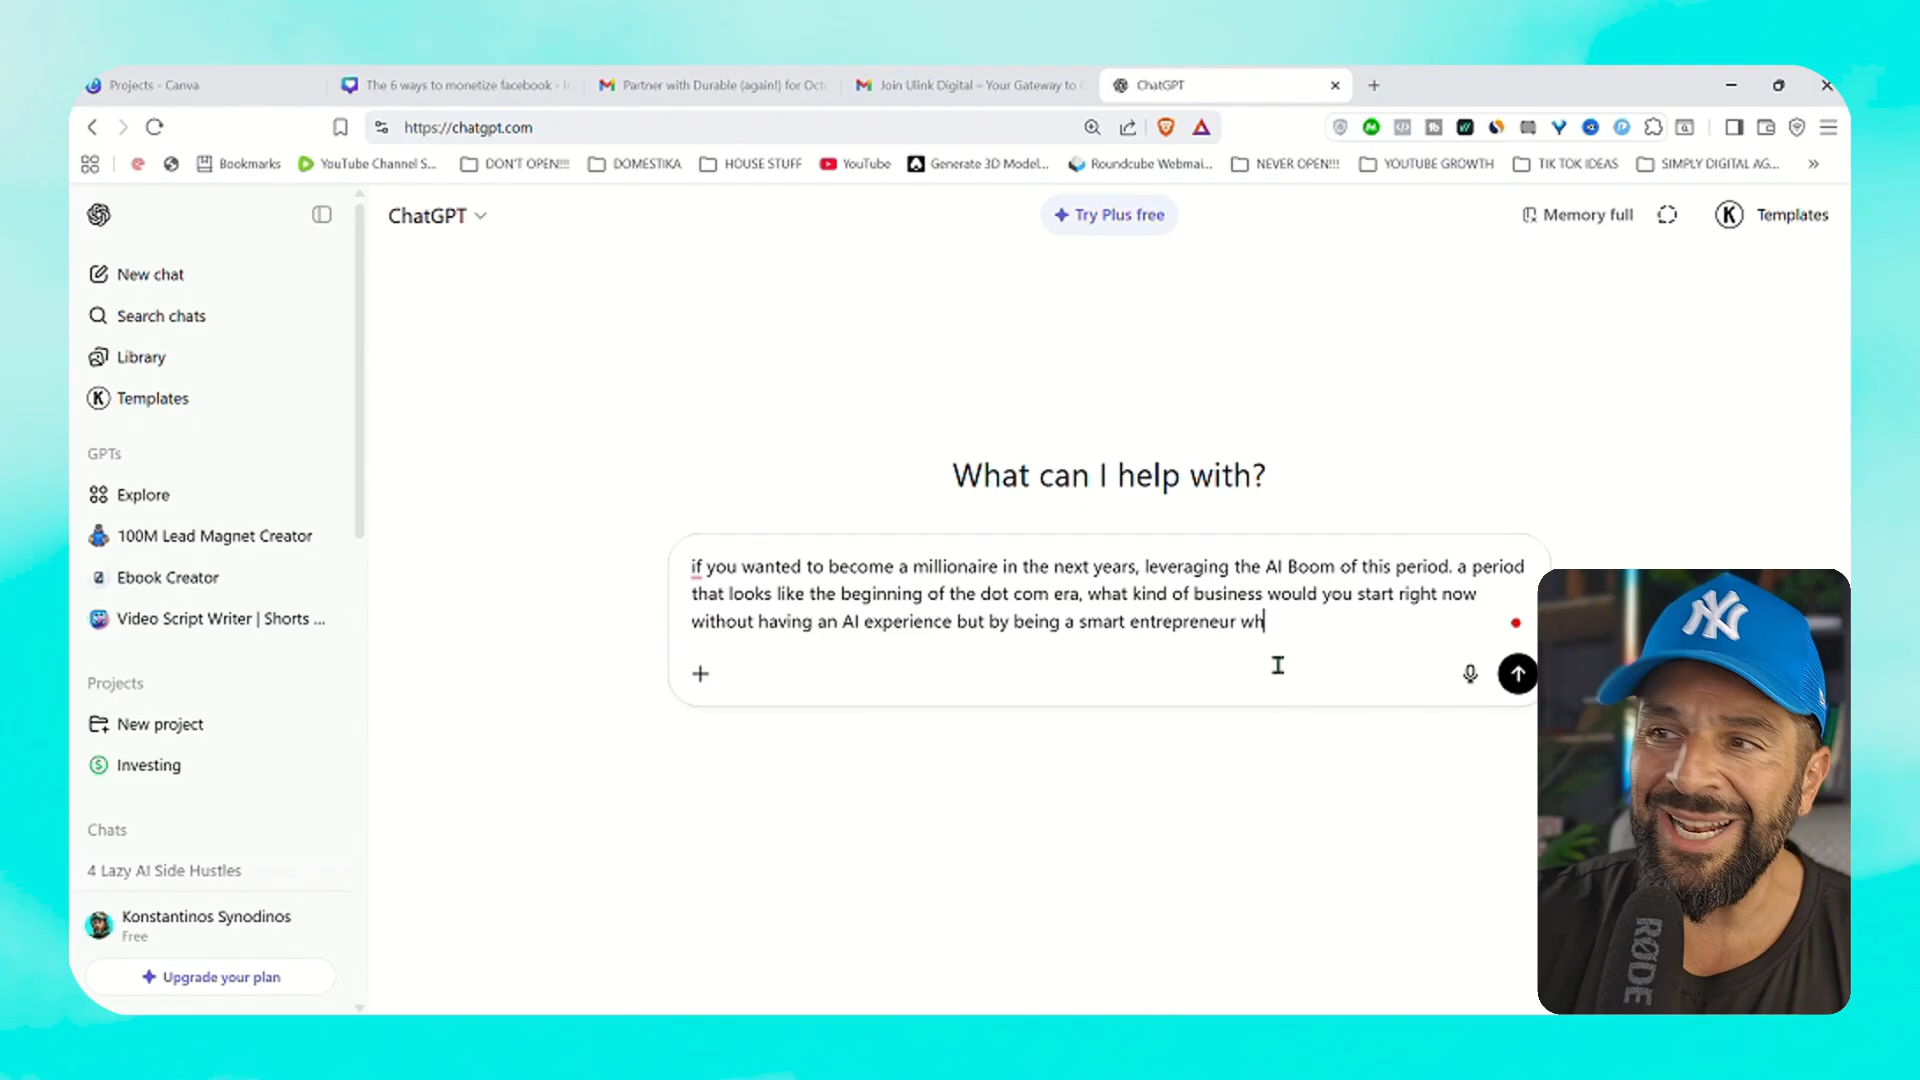 Projects - Canva
The 6 ways to monetize facebook - I
Partner with Durable (again!) for Octo
Join Ulink Digital – Your Gateway to
ChatGPT
https://chatgpt.com
Bookmarks
YouTube Channel S...
DON'T OPEN!!!
DOMESTIKA
HOUSE STUFF
YouTube
Generate 3D Model...
Roundcube Webmai...
NEVER OPEN!!!
YOUTUBE GROWTH
TIK TOK IDEAS
SIMPLY DIGITAL AG...
ChatGPT
Try Plus free
Memory full
K
Templates
New chat
Search chats
Library
K
Templates
GPTs
Explore
100M Lead Magnet Creator
Ebook Creator
Video Script Writer | Shorts ...
Projects
New project
Investing
Chats
4 Lazy AI Side Hustles
Konstantinos Synodinos
Free
Upgrade your plan
What can I help with?
if you wanted to become a millionaire in the next years, leveraging the AI Boom of this period. a period
that looks like the beginning of the dot com era, what kind of business would you start right now
without having an AI experience but by being a smart entrepreneur wh
NY
RØDE